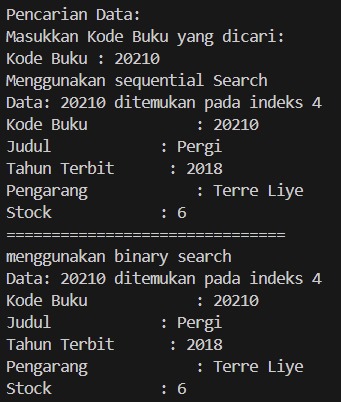 Pencarian Data:
Masukkan Kode Buku yang dicari:
Kode Buku : 20210
Menggunakan sequential Search
Data: 20210 ditemukan pada indeks 4
Kode Buku            : 20210
Judul            : Pergi
Tahun Terbit      : 2018
Pengarang            : Terre Liye
Stock            : 6
===============================
menggunakan binary search
Data: 20210 ditemukan pada indeks 4
Kode Buku            : 20210
Judul            : Pergi
Tahun Terbit      : 2018
Pengarang            : Terre Liye
Stock            : 6